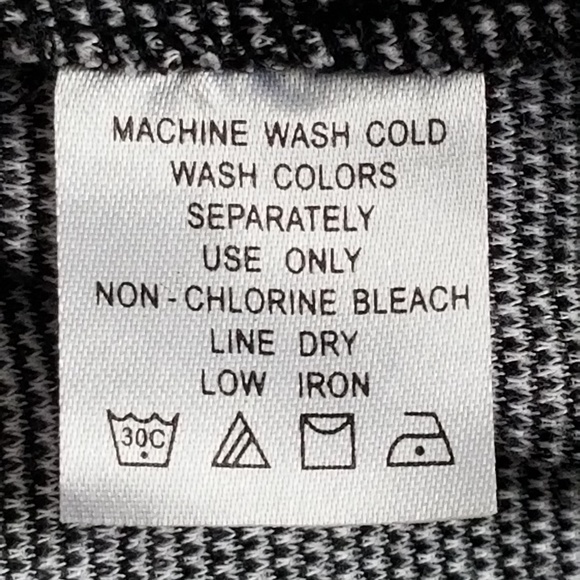 MACHINE WASH COLD
WASH COLORS
SEPARATELY
USE ONLY
NON-CHLORINE BLEACH
LINE DRY
LOW IRON
30C